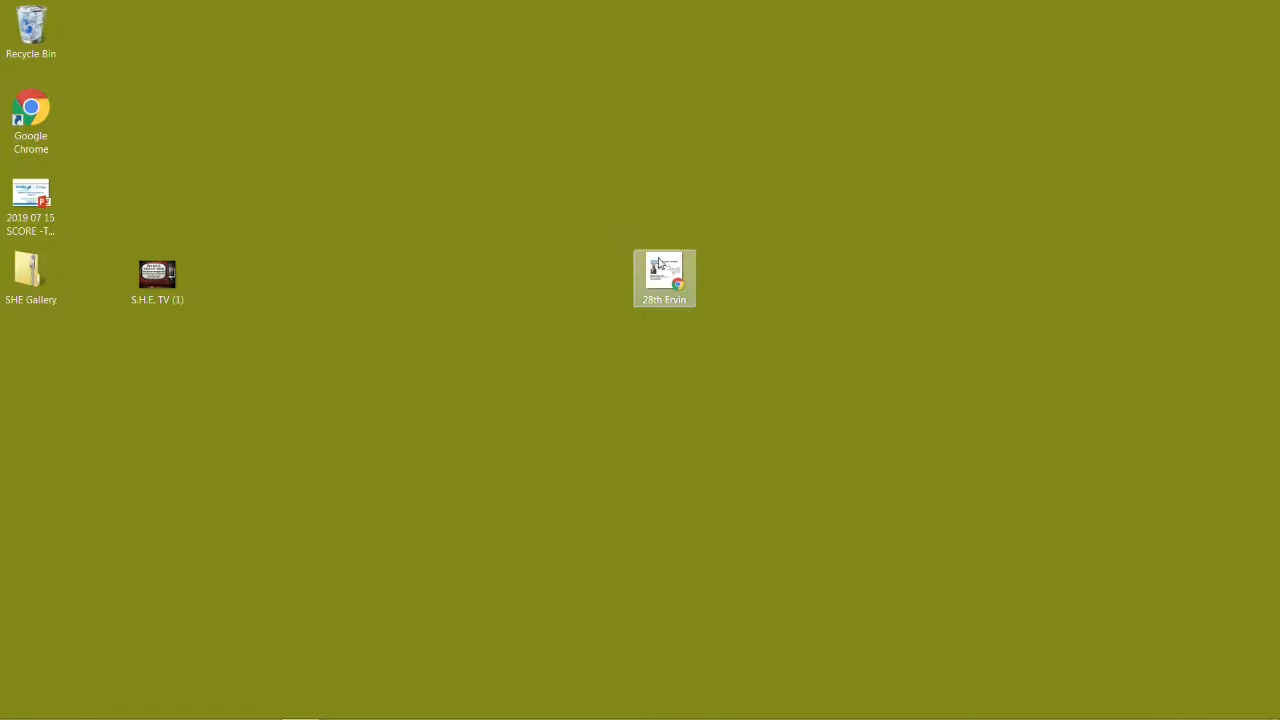 Recycle Bin
Google
Chrome
2019 07 15
SCORE -T...
SHE Gallery
S.H.E. TV (1)
28th Ervin